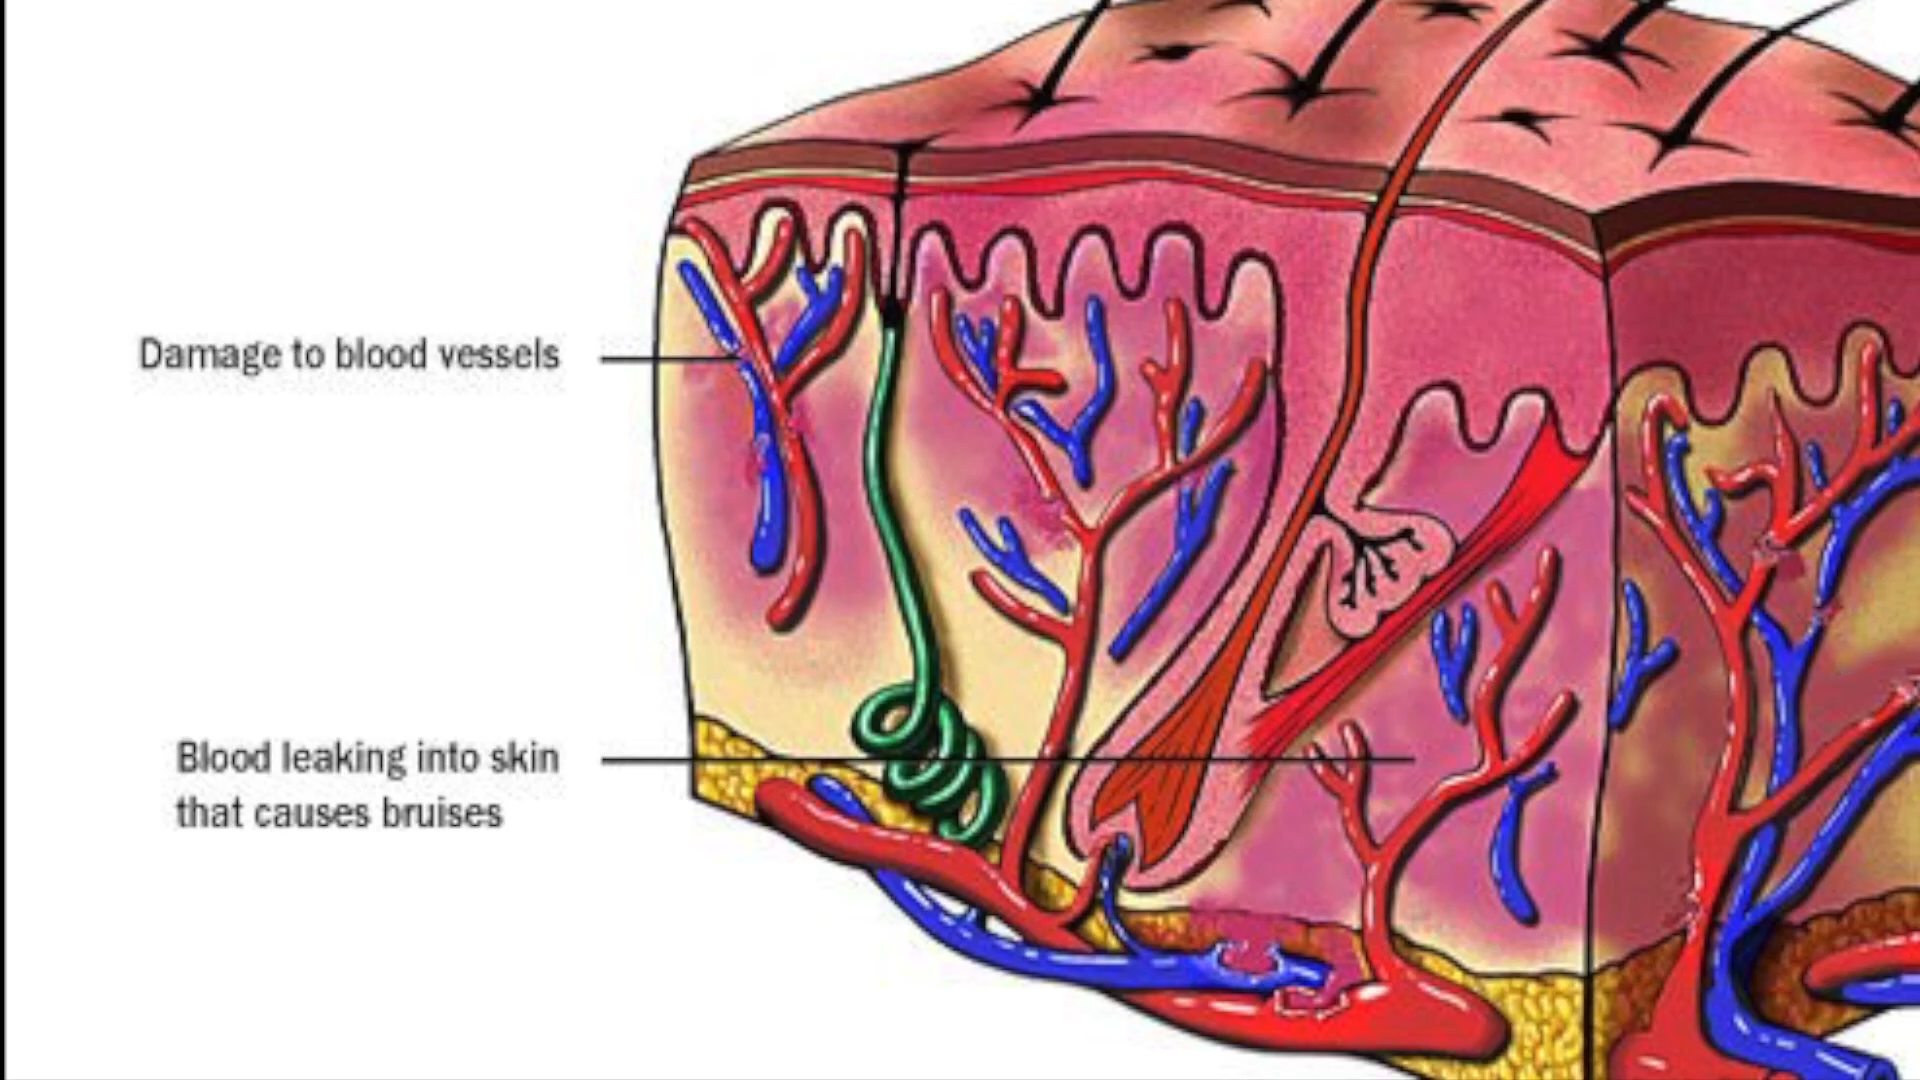 Damage to blood vessels
Blood leaking into skin
that causes bruises